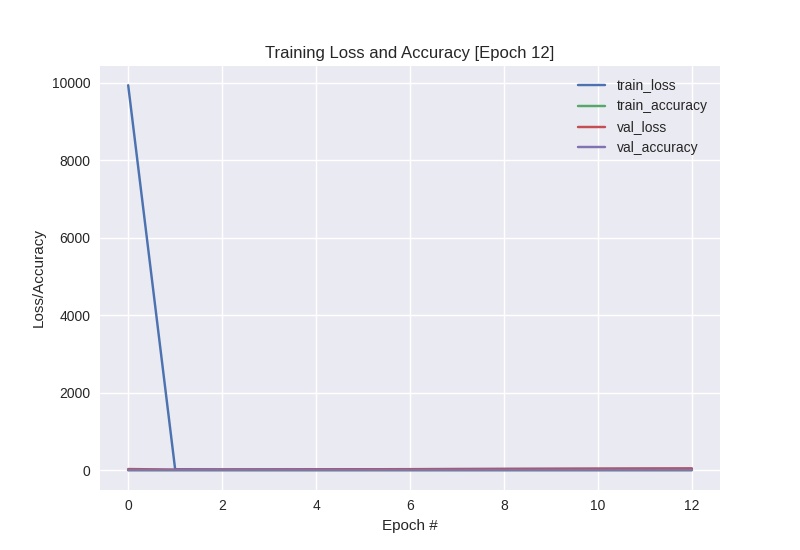 Training Loss and Accuracy [Epoch 12]
10000
8000
6000
4000
2000
0
Loss/Accuracy
train_loss
train_accuracy
val_loss
val_accuracy
0 2 4 6 8 10 12
Epoch #